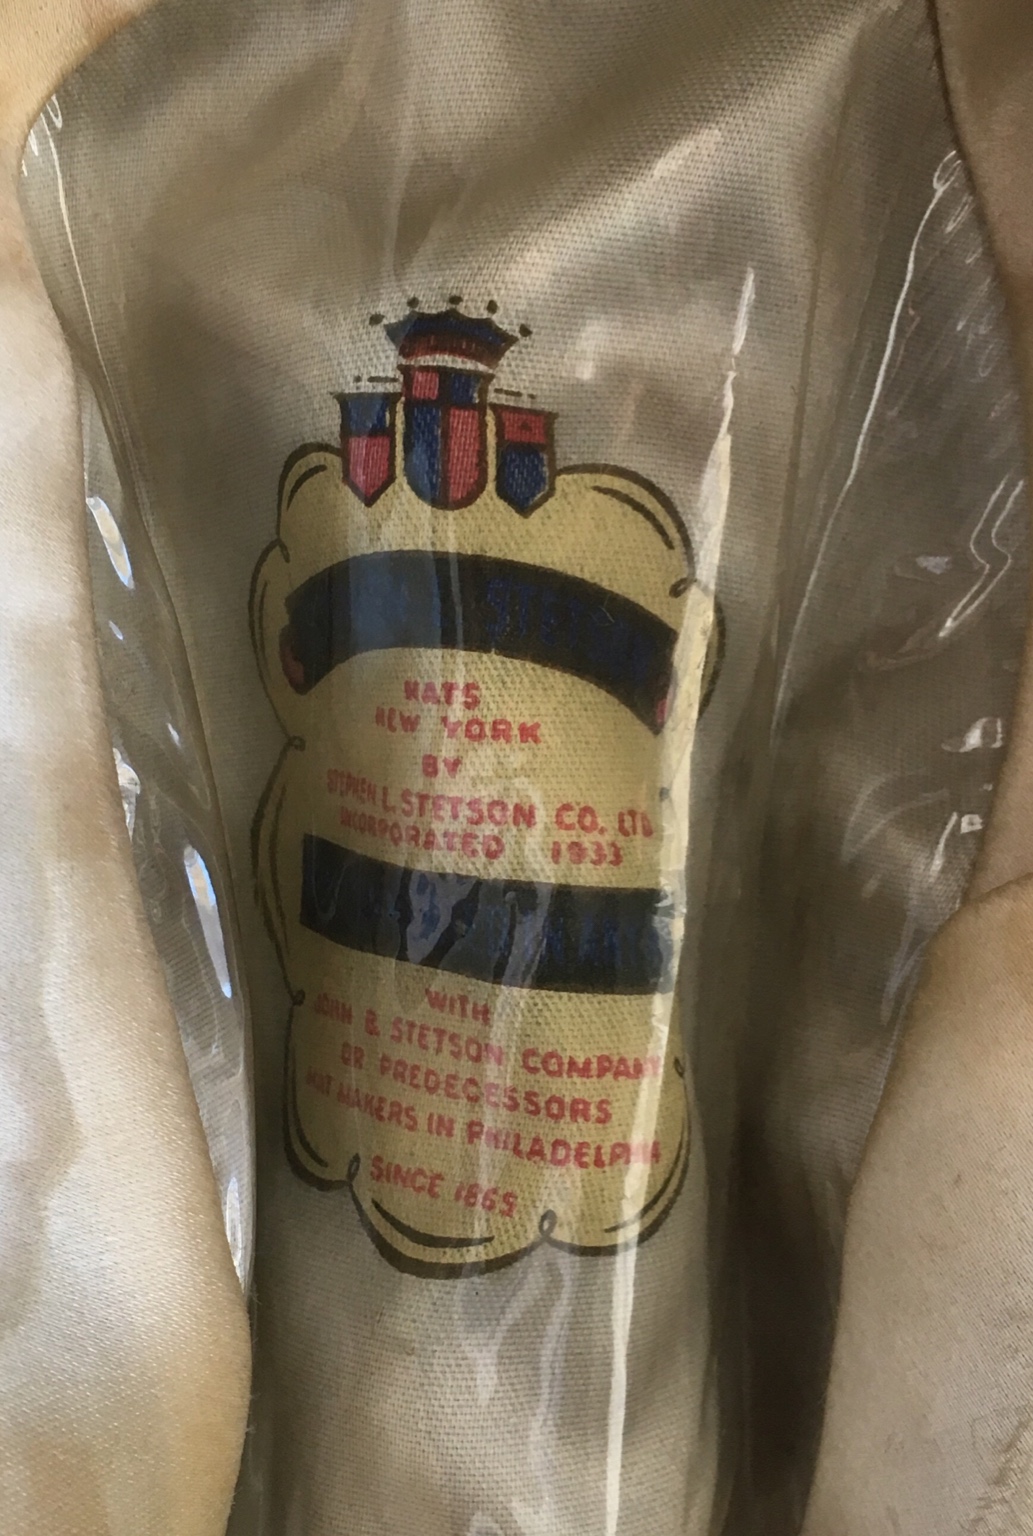 STETSON
HATS
NEW YORK
BY
STEPHEN L. STETSON CO. LTD.
INCORPORATED 1933
WITH
JOHN B. STETSON COMPANY
OR PREDECESSORS
HAT MAKERS IN PHILADELPHIA
SINCE 1865